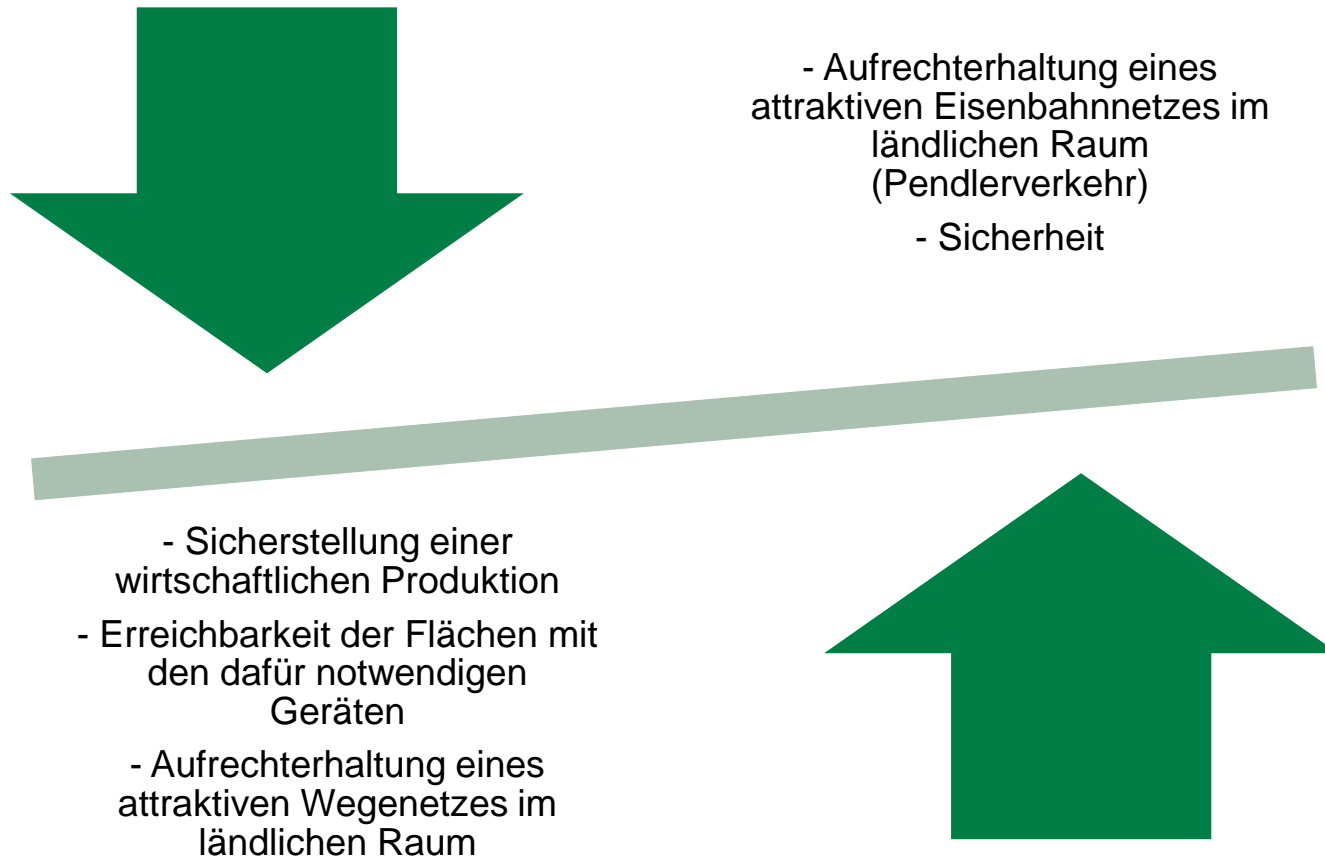 - Aufrechterhaltung eines
attraktiven Eisenbahnnetzes im
ländlichen Raum
(Pendlerverkehr)
- Sicherheit
- Sicherstellung einer
wirtschaftlichen Produktion
- Erreichbarkeit der Flächen mit
den dafür notwendigen
Geräten
- Aufrechterhaltung eines
attraktiven Wegenetzes im
ländlichen Raum